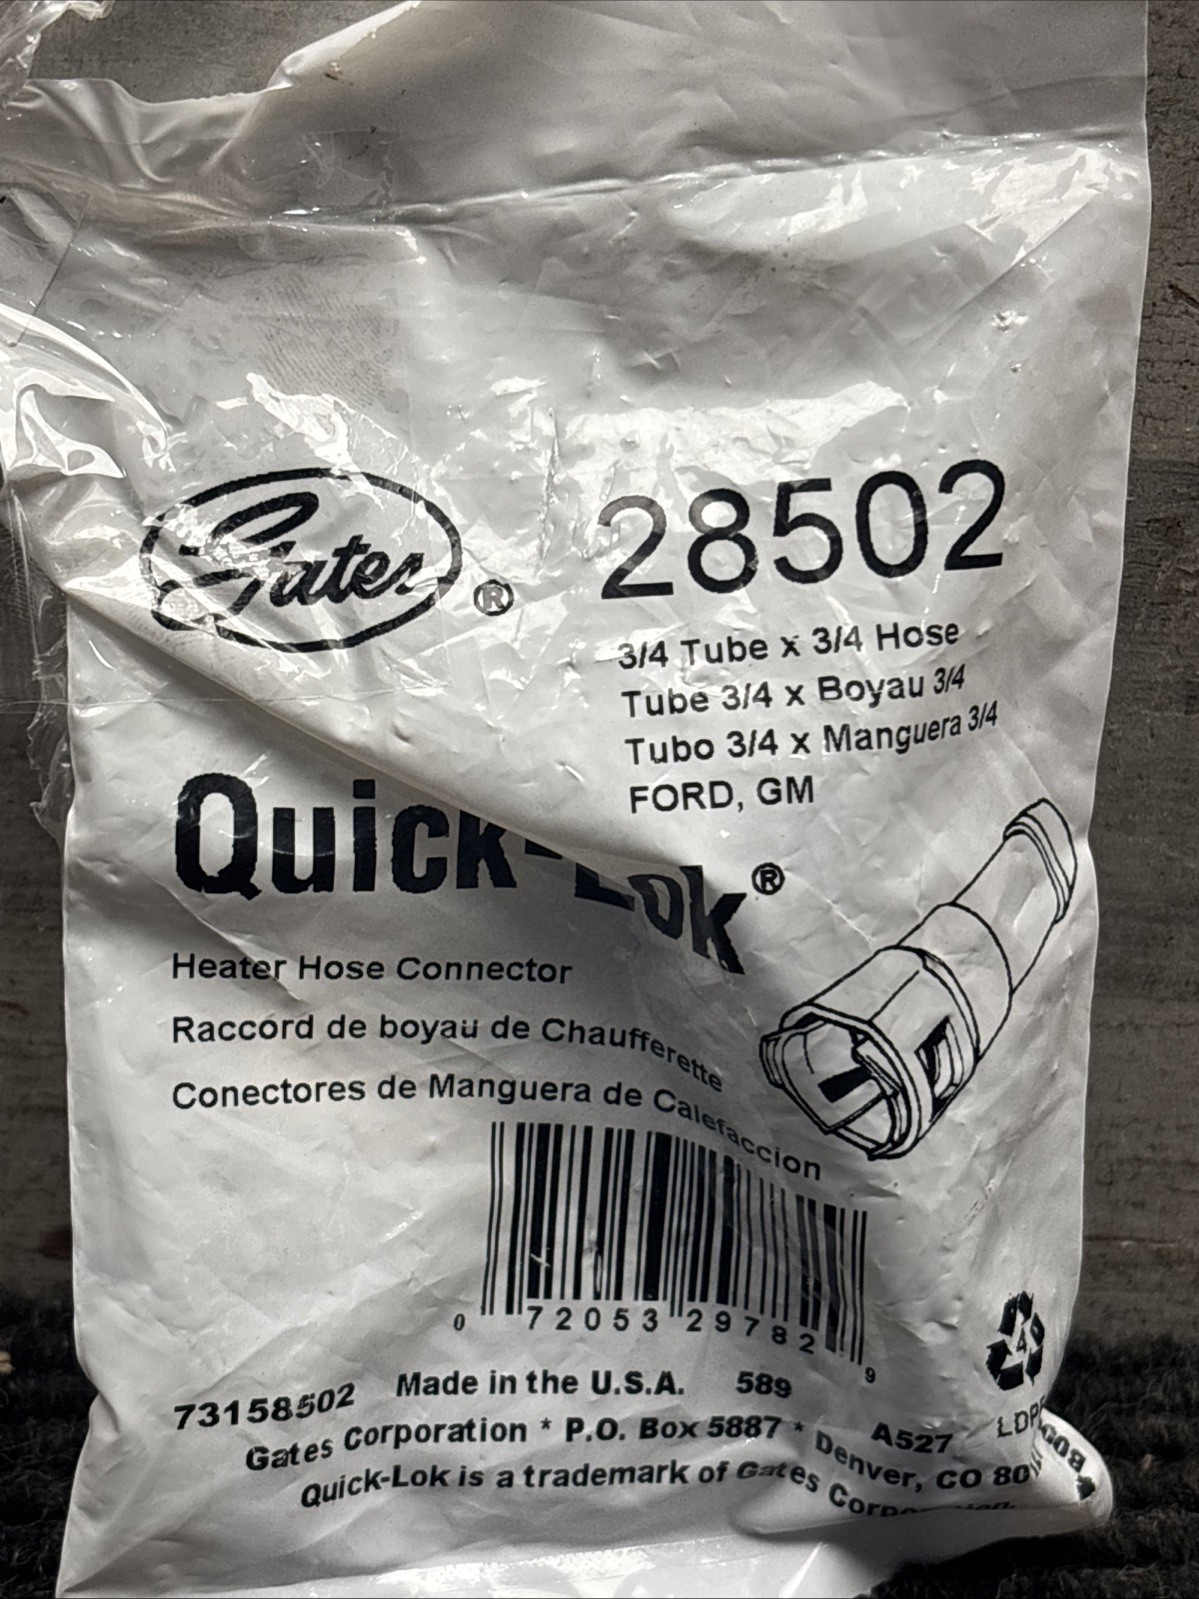 Gates ®
28502
3/4 Tube x 3/4 Hose
Tube 3/4 x Boyau 3/4
Tubo 3/4 x Manguera 3/4
FORD, GM
Quick-Lok®
Heater Hose Connector
Raccord de boyau de Chaufferette
Conectores de Manguera de Calefaccion
0 72053 29782 9
4
LDPE
73158502 Made in the U.S.A. 589 A527
Gates Corporation * P.O. Box 5887 * Denver, CO
Quick-Lok is a trademark of Gates Corporation.